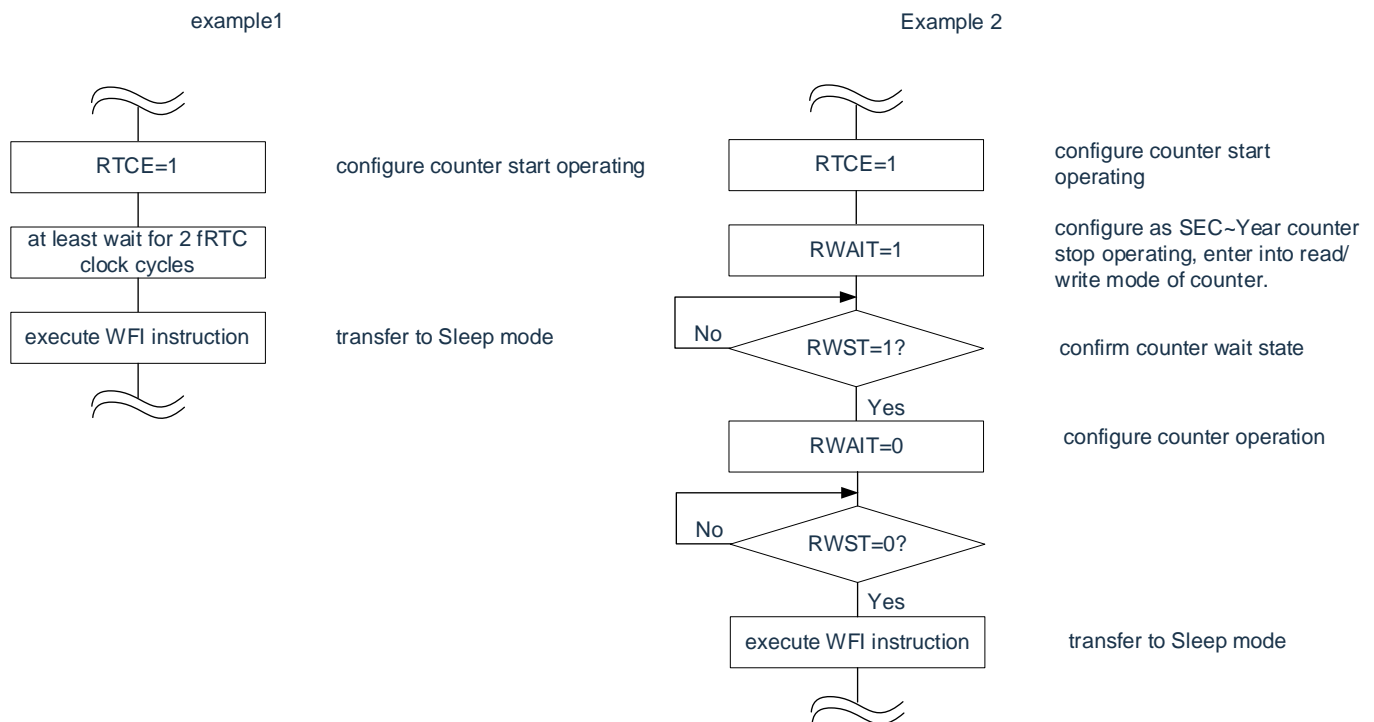 example1
RTCE=1
configure counter start operating
at least wait for 2 fRTC
clock cycles
execute WFI instruction
transfer to Sleep mode
Example 2
RTCE=1
configure counter start
operating
RWAIT=1
configure as SEC~Year counter
stop operating, enter into read/
write mode of counter.
No
RWST=1?
confirm counter wait state
Yes
RWAIT=0
configure counter operation
No
RWST=0?
Yes
execute WFI instruction
transfer to Sleep mode